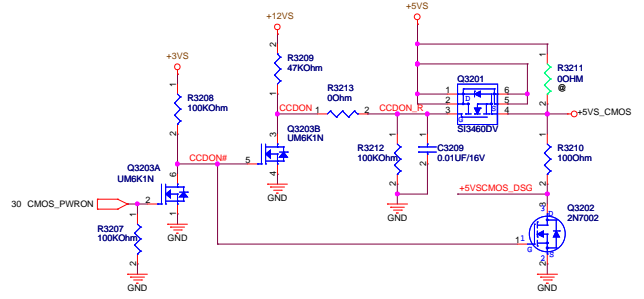 +5VS
+12VS
+3VS
R3209
47KOhm
R3211
0OHM
@
Q3201
R3213
0Ohm
R3208
100KOhm
CCDON
CCDON_R
+5VS_CMOS
SI3460DV
Q3203B
UM6K1N
R3212
100KOhm
C3209
0.01UF/16V
R3210
100Ohm
Q3203A
UM6K1N
CCDON#
+5VSCMOS_DSG
30 CMOS_PWRON
Q3202
2N7002
R3207
100KOhm
GND
GND
GND
GND
GND
GND